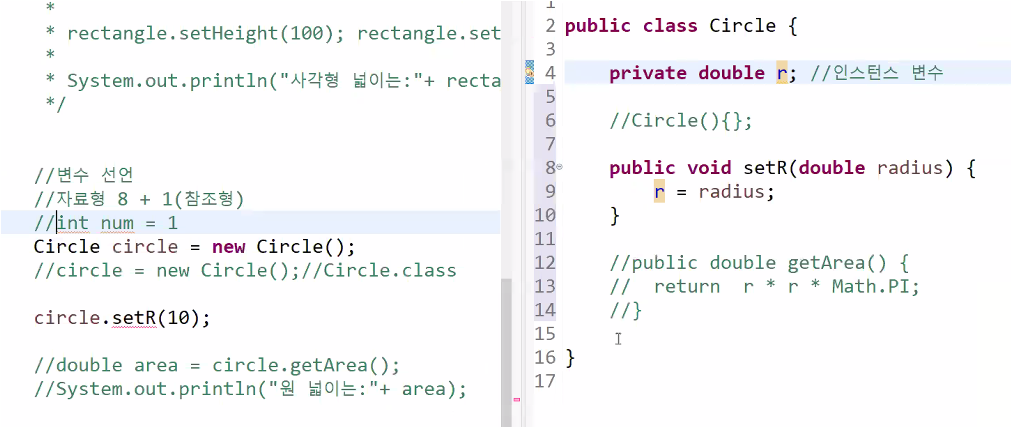 *
* rectangle.setHeight(100); rectangle.set
*
* System.out.println("사각형 넓이는:"+ recta
*/
//변수 선언
//자료형 8 + 1(참조형)
//int num = 1
Circle circle = new Circle();
//circle = new Circle();//Circle.class
circle.setR(10);
//double area = circle.getArea();
//System.out.println("원 넓이는:"+ area);
1
2 public class Circle {
3
4 private double r; //인스턴스 변수
5
6 //Circle(){};
7
8 public void setR(double radius) {
9 r = radius;
10 }
11
12 //public double getArea() {
13 //  return  r * r * Math.PI;
14 //}
15
16 }
17